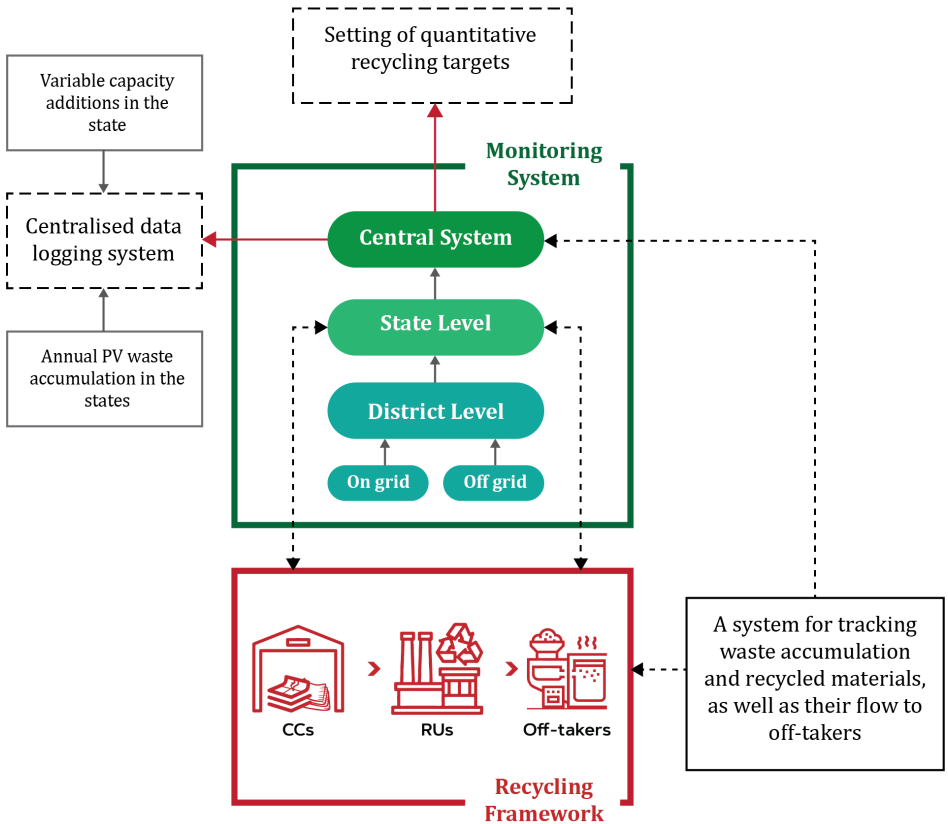 Setting of quantitative
recycling targets
Variable capacity
additions in the
state
Monitoring
System
Centralised data
logging system
Central System
State Level
Annual PV waste
accumulation in the
states
District Level
On grid
Off grid
A system for tracking
waste accumulation
and recycled materials,
as well as their flow to
off-takers
CCs
RUs
Off-takers
Recycling
Framework